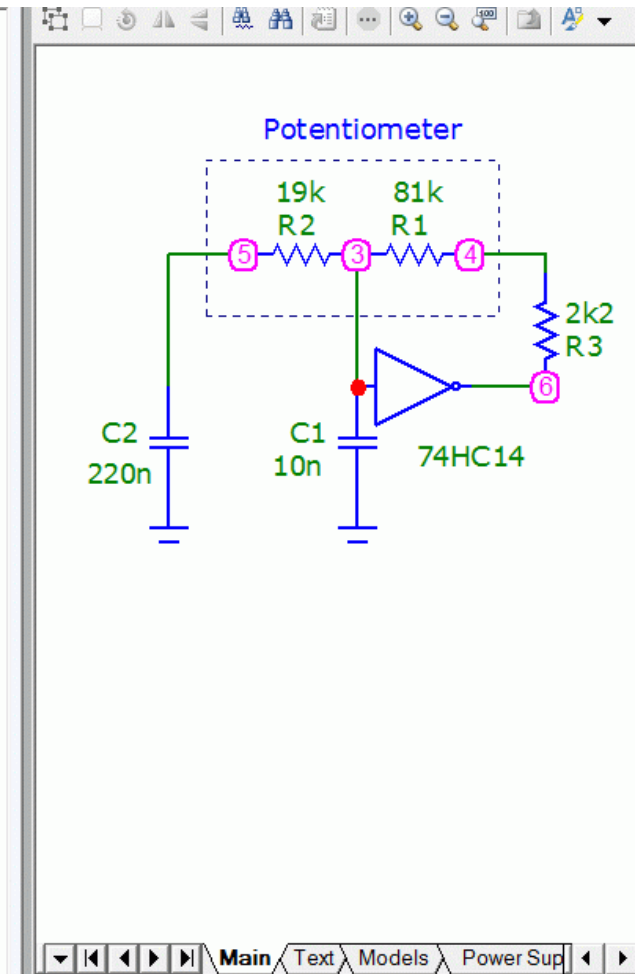 100
Potentiometer
19k 81k
R2 R1
5 3 4
2k2
R3
6
C2 C1
220n 10n 74HC14
Main Text Models Power Sup